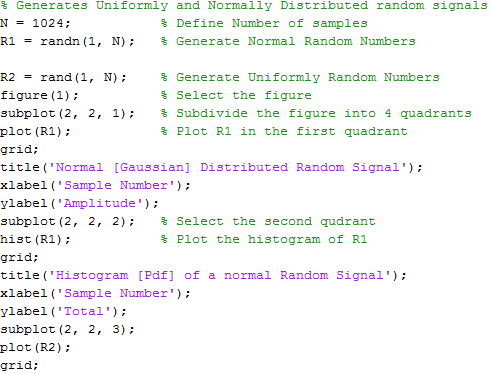 % Generates Uniformly and Normally Distributed random signals
N = 1024; % Define Number of samples
R1 = randn(1, N); % Generate Normal Random Numbers
R2 = rand(1, N); % Generate Uniformly Random Numbers
figure(1); % Select the figure
subplot(2, 2, 1); % Subdivide the figure into 4 quadrants
plot(R1); % Plot R1 in the first quadrant
grid;
title('Normal [Gaussian] Distributed Random Signal');
xlabel('Sample Number');
ylabel('Amplitude');
subplot(2, 2, 2); % Select the second qudrant
hist(R1); % Plot the histogram of R1
grid;
title('Histogram [Pdf] of a normal Random Signal');
xlabel('Sample Number');
ylabel('Total');
subplot(2, 2, 3);
plot(R2);
grid;